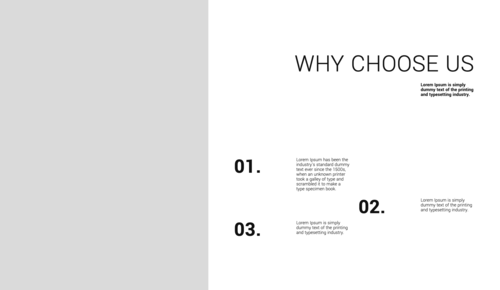 WHY CHOOSE US
Lorem Ipsum is simply
dummy text of the printing
and typesetting industry.
01.
Lorem Ipsum has been the
industry's standard dummy
text ever since the 1500s,
when an unknown printer
took a galley of type and
scrambled it to make a
type specimen book.
02.
Lorem Ipsum is simply
dummy text of the printing
and typesetting industry
03.
Lorem Ipsum is simply
dummy text of the printing
and typesetting industry